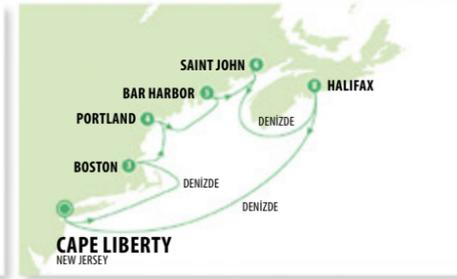 SAINT JOHN
HALIFAX
BAR HARBOR
PORTLAND
DENİZDE
BOSTON
DENİZDE
DENİZDE
CAPE LIBERTY
NEW JERSEY